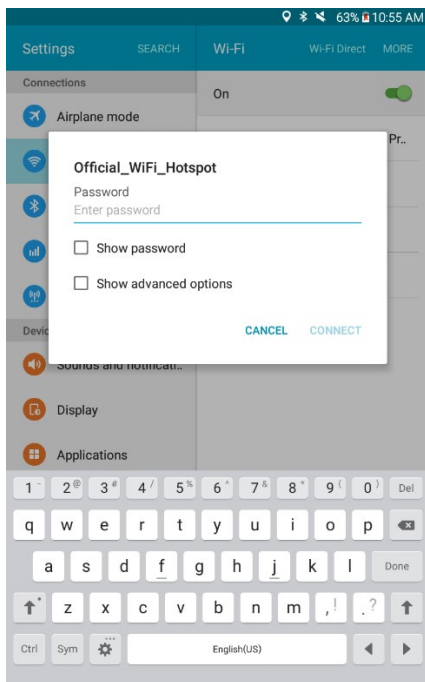 63% 10:55 AM
Settings SEARCH Wi-Fi Wi-Fi Direct MORE
Connections
On
Airplane mode
Pr..
Official_WiFi_Hotspot
Password
Enter password
Show password
Show advanced options
CANCEL CONNECT
Sounds and notificati..
Display
Applications
1 - 2 @ 3 # 4 / 5 % 6 ^ 7 & 8 * 9 ( 0 ) Del
q w e r t y u i o p
a s d f g h j k l Done
z x c v b n m , ! . ?
Ctrl Sym English(US)